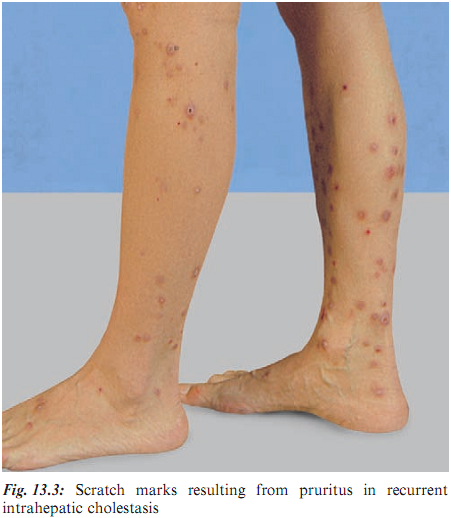 Fig. 13.3: Scratch marks resulting from pruritus in recurrent
intrahepatic cholestasis